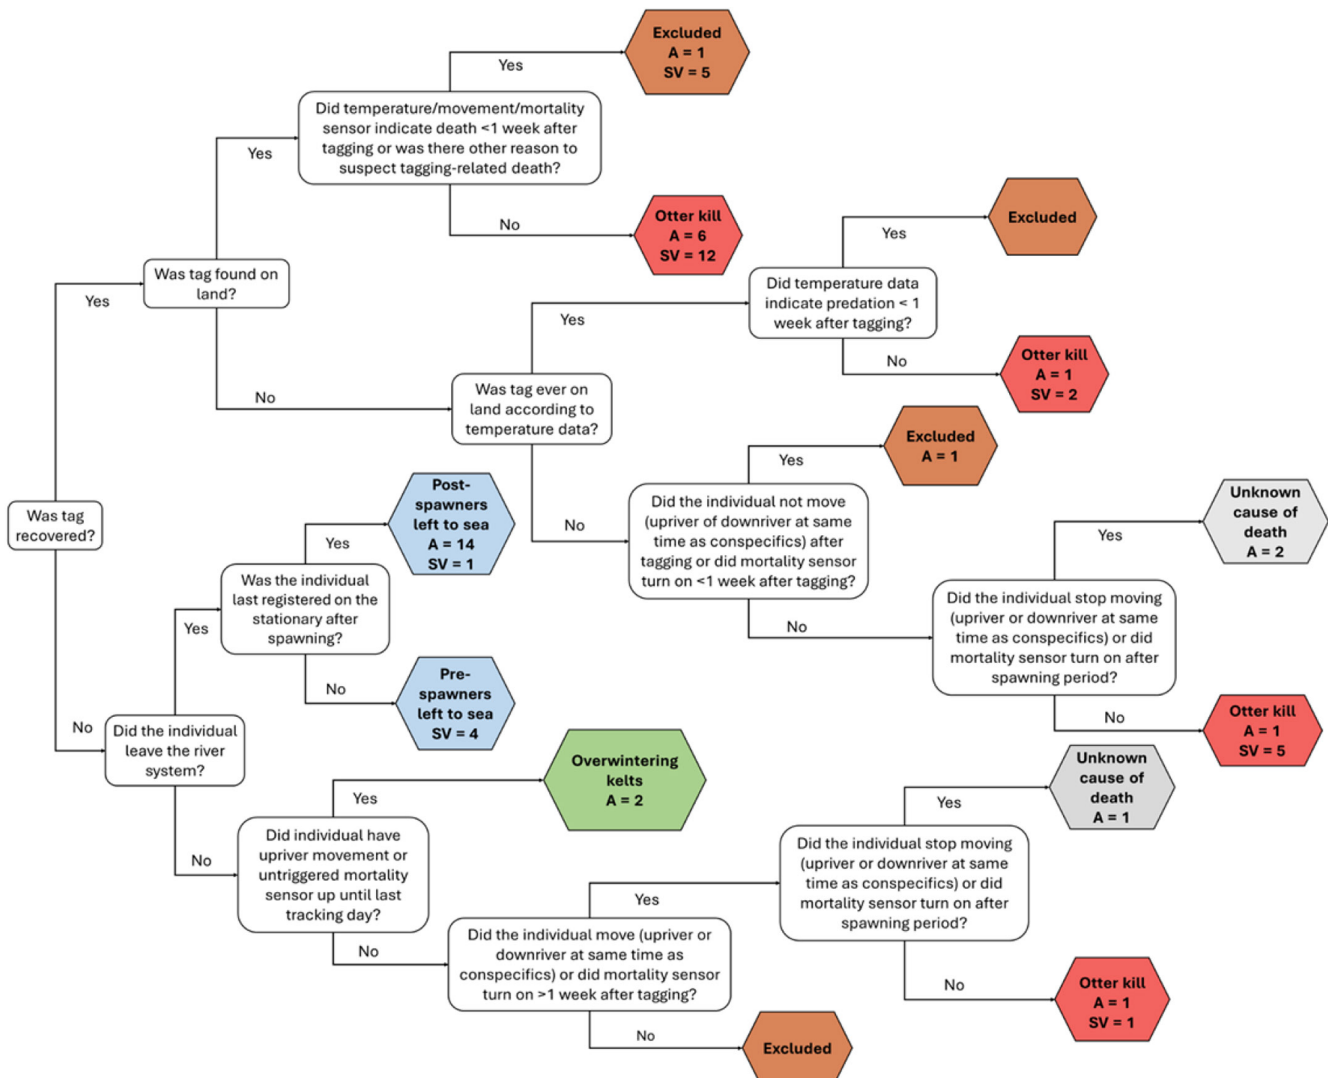 Excluded
A = 1
SV = 5
Yes
Did temperature/movement/mortality
sensor indicate death <1 week after
tagging or was there other reason to
suspect tagging-related death?
Yes
No
Otter kill
A = 6
SV = 12
Excluded
Yes
Was tag found on
land?
Did temperature data
indicate predation < 1
week after tagging?
Yes
Yes
No
Otter kill
A = 1
SV = 2
No
Was tag ever on
land according to
temperature data?
Excluded
A = 1
Yes
Post-
spawners
left to sea
A = 14
SV = 1
Was tag
recovered?
Yes
No
Did the individual not move
(upriver of downriver at same
time as conspecifics) after
tagging or did mortality sensor
turn on <1 week after tagging?
Unknown
cause of
death
A = 2
Yes
Was the individual
last registered on the
stationary after
spawning?
Yes
No
Did the individual stop moving
(upriver or downriver at same
time as conspecifics) or did
mortality sensor turn on after
spawning period?
No
Pre-
spawners
left to sea
SV = 4
No
Did the individual
leave the river
system?
No
Otter kill
A = 1
SV = 5
Overwintering
kelts
A = 2
Yes
Unknown
cause of
death
A = 1
Yes
No
Did individual have
upriver movement or
untriggered mortality
sensor up until last
tracking day?
Did the individual stop moving
(upriver or downriver at same
time as conspecifics) or did
mortality sensor turn on after
spawning period?
Yes
No
Did the individual move (upriver or
downriver at same time as
conspecifics) or did mortality sensor
turn on >1 week after tagging?
No
Otter kill
A = 1
SV = 1
No
Excluded